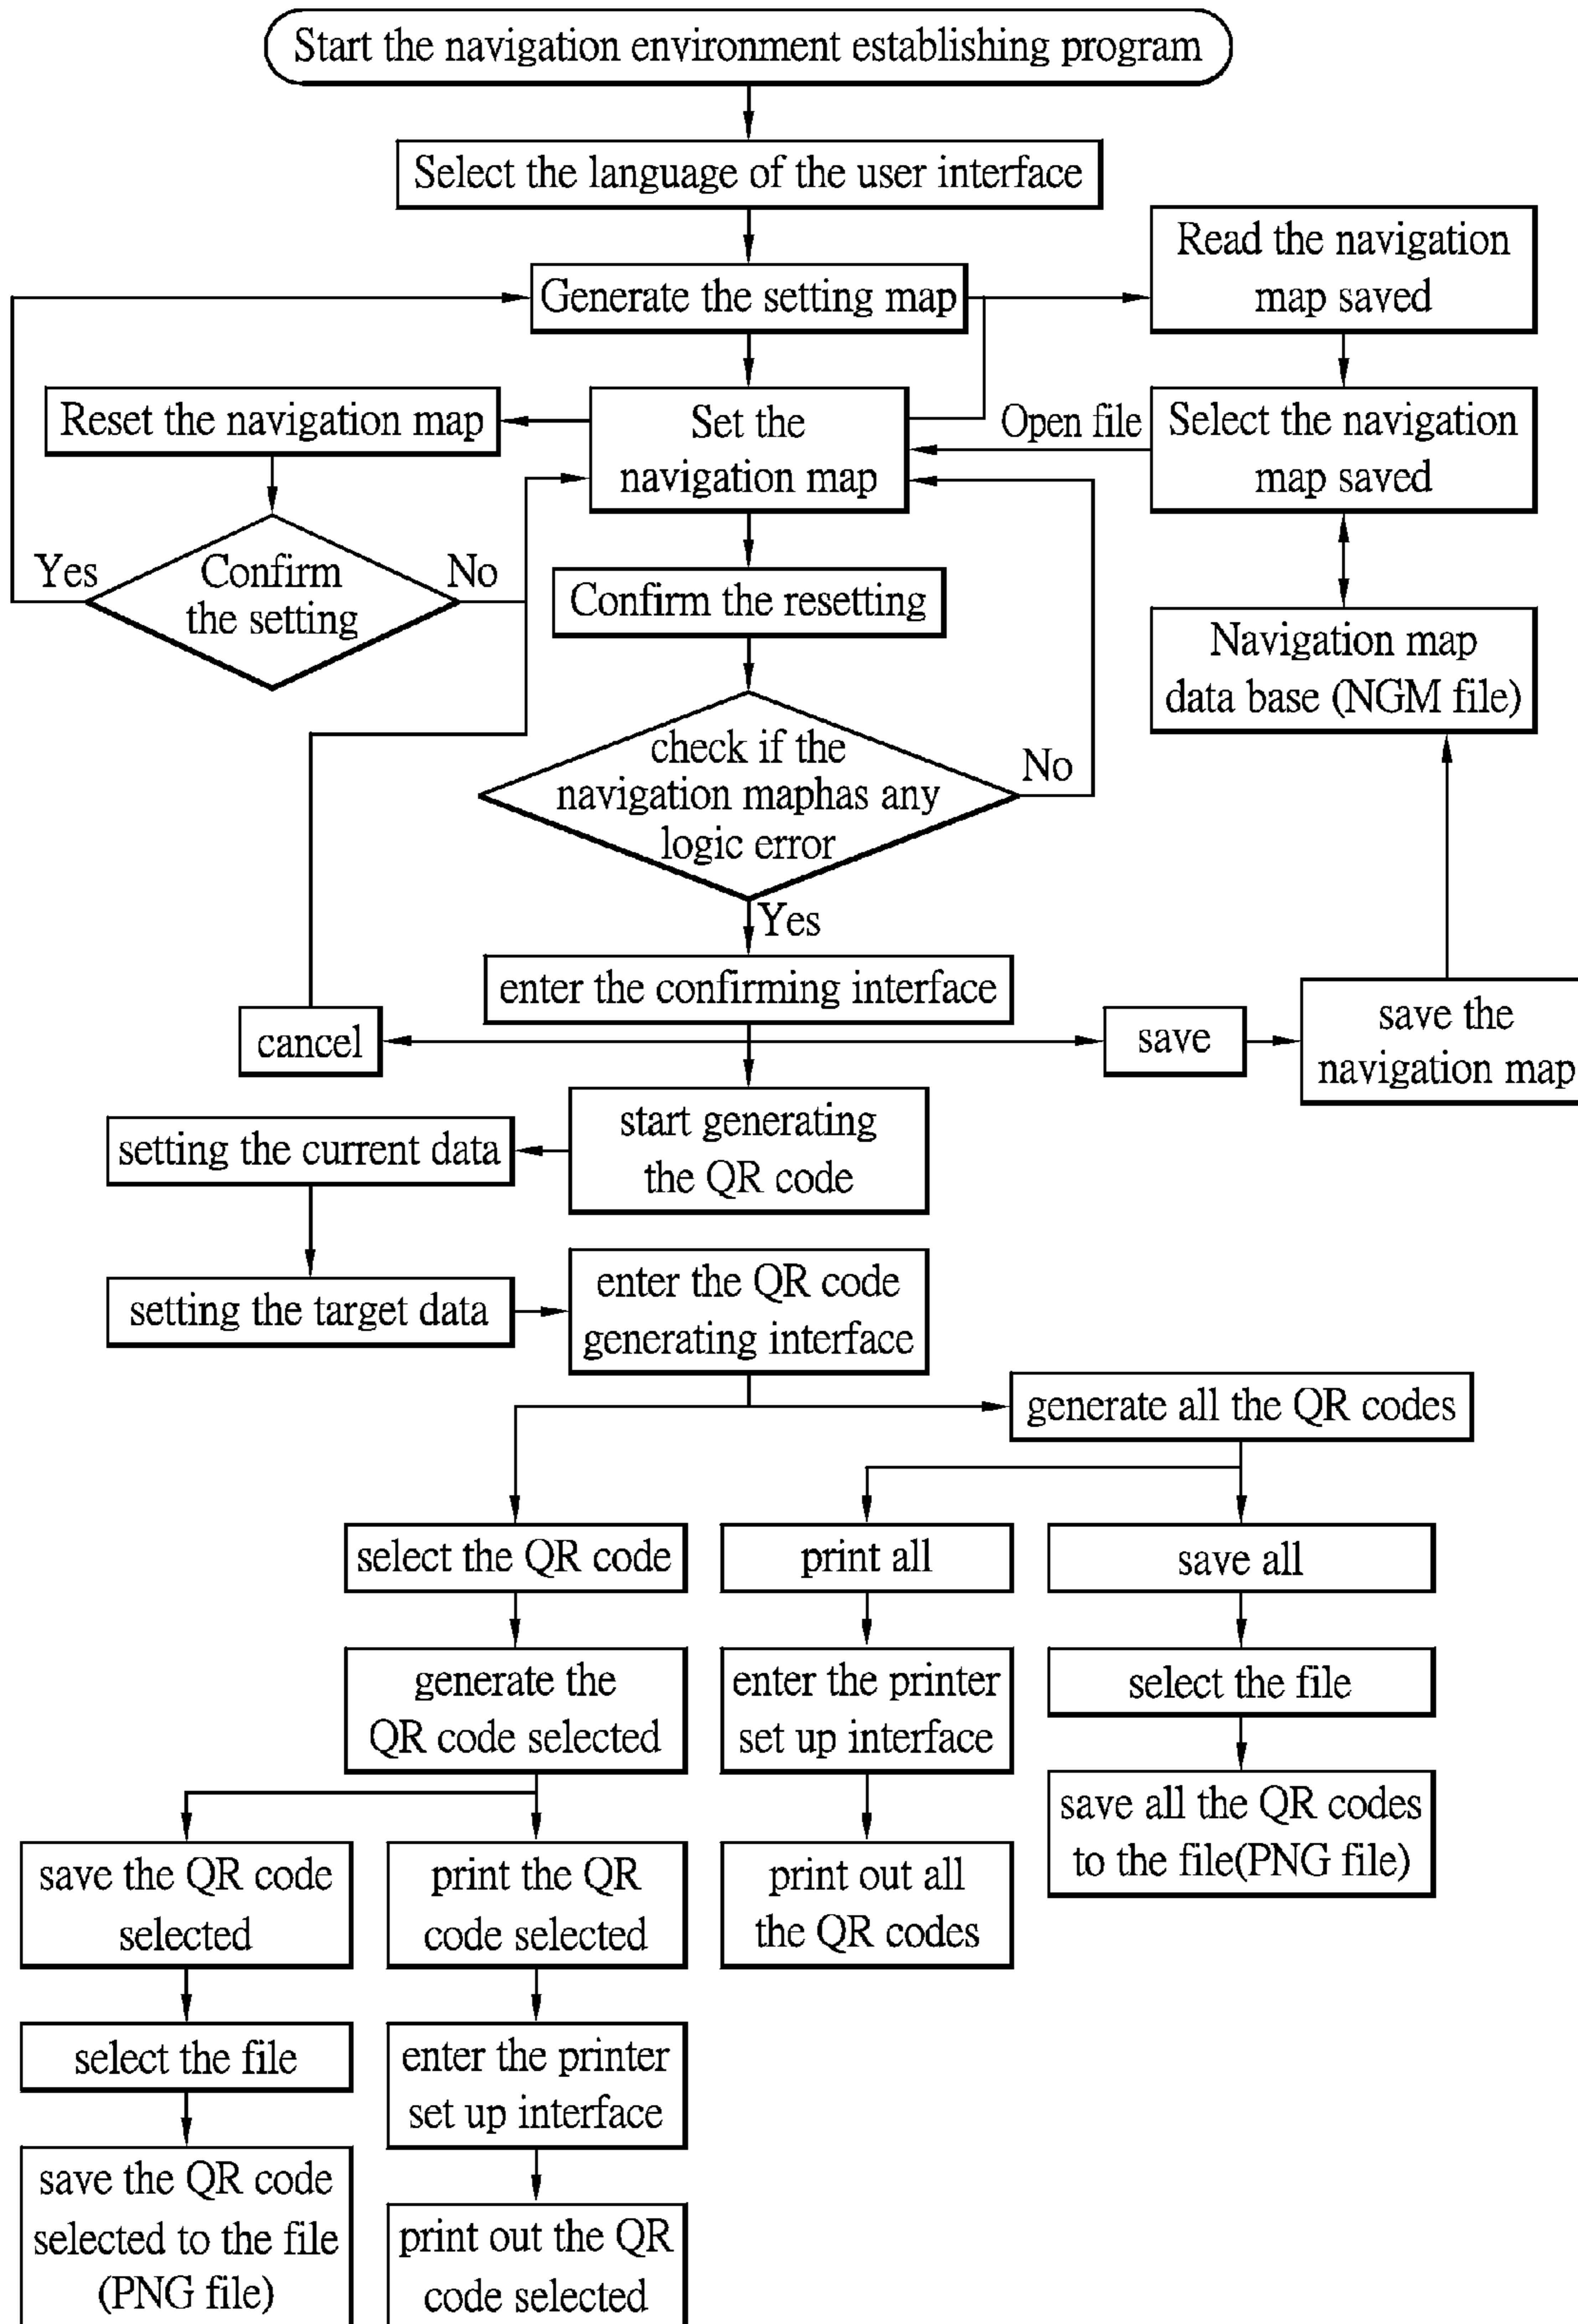 Start the navigation environment establishing program
Select the language of the user interface
Read the navigation
map saved
Generate the setting map
Reset the navigation map
Set the
navigation map
Open file
Select the navigation
map saved
Yes
Confirm
the setting
No
Confirm the resetting
Navigation map
data base (NGM file)
check if the
navigation maphas any
logic error
No
Yes
enter the confirming interface
cancel
save
save the
navigation map
start generating
the QR code
setting the current data
setting the target data
enter the QR code
generating interface
generate all the QR codes
select the QR code
print all
save all
generate the
QR code selected
enter the printer
set up interface
select the file
save the QR code
selected
print the QR
code selected
print out all
the QR codes
save all the QR codes
to the file(PNG file)
select the file
enter the printer
set up interface
save the QR code
selected to the file
(PNG file)
print out the QR
code selected